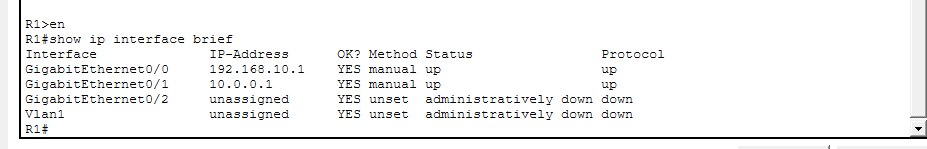 R1>en
R1#show ip interface brief
Interface IP-Address OK? Method Status Protocol
GigabitEthernet0/0 192.168.10.1 YES manual up up
GigabitEthernet0/1 10.0.0.1 YES manual up up
GigabitEthernet0/2 unassigned YES unset administratively down down
Vlan1 unassigned YES unset administratively down down
R1#